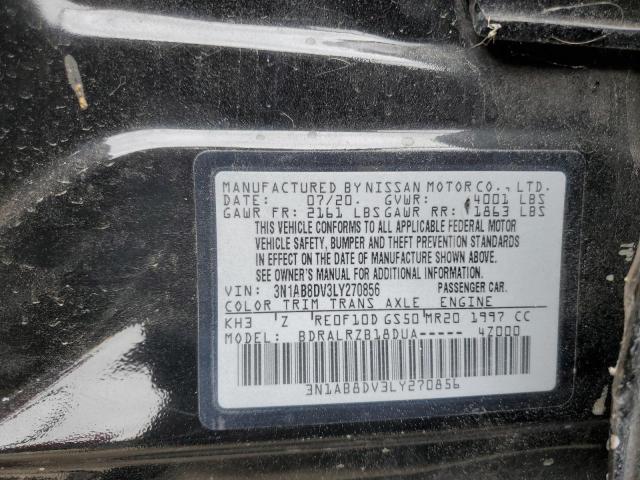 MANUFACTURED BY NISSAN MOTOR CO., LTD.
DATE: 07/20. GVWR: 4001 LBS
GAWR FR: 2161 LBS GAWR RR: 1863 LBS
THIS VEHICLE CONFORMS TO ALL APPLICABLE FEDERAL MOTOR
VEHICLE SAFETY, BUMPER AND THEFT PREVENTION STANDARDS
IN EFFECT ON THE DATE OF MANUFACTURE SHOWN ABOVE.
SEE OWNER'S MANUAL FOR ADDITIONAL INFORMATION.
VIN: 3N1AB8DV3LY270856 PASSENGER CAR.
COLOR TRIM TRANS AXLE ENGINE
KH3 Z RE0F10D GS50 MR20 1997 CC
MODEL: BDRALRZB18DUA----- 4Z000
3N1AB8DV3LY270856